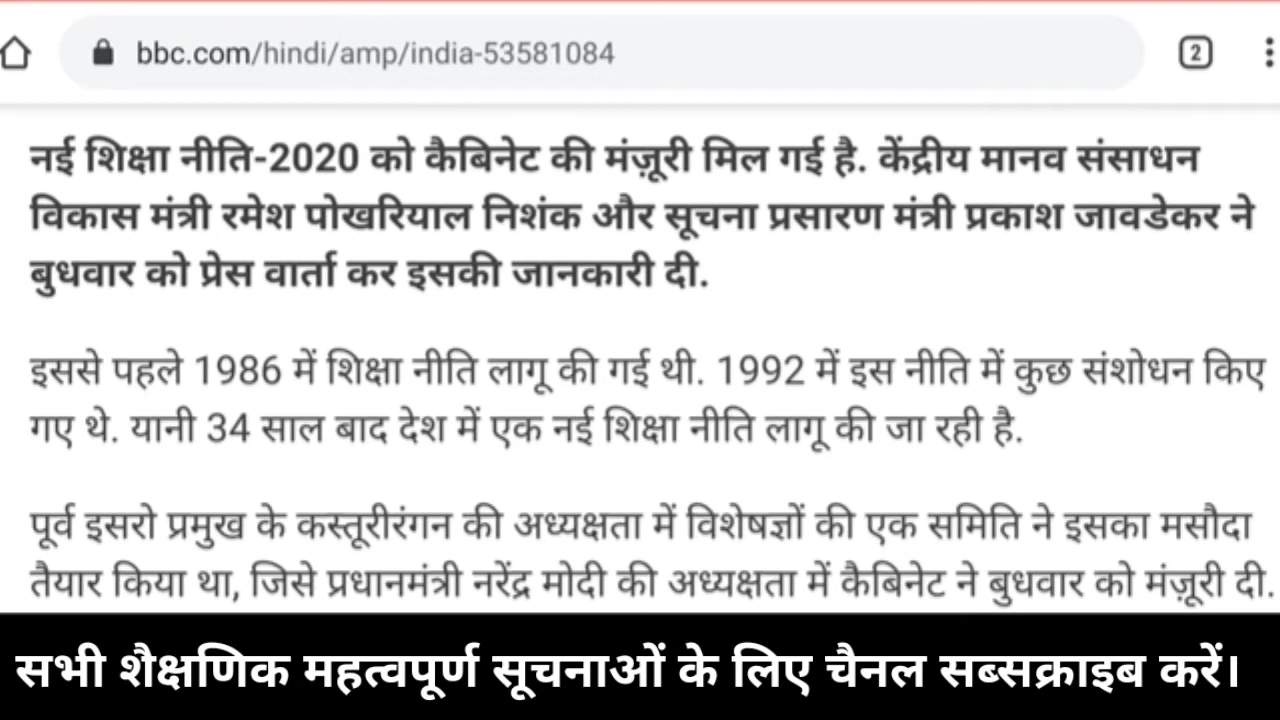 bbc.com/hindi/amp/india-53581084
2
नई शिक्षा नीति-2020 को कैबिनेट की मंज़ूरी मिल गई है. केंद्रीय मानव संसाधन
विकास मंत्री रमेश पोखरियाल निशंक और सूचना प्रसारण मंत्री प्रकाश जावडेकर ने
बुधवार को प्रेस वार्ता कर इसकी जानकारी दी.
इससे पहले 1986 में शिक्षा नीति लागू की गई थी. 1992 में इस नीति में कुछ संशोधन किए
गए थे. यानी 34 साल बाद देश में एक नई शिक्षा नीति लागू की जा रही है.
पूर्व इसरो प्रमुख के कस्तूरीरंगन की अध्यक्षता में विशेषज्ञों की एक समिति ने इसका मसौदा
तैयार किया था, जिसे प्रधानमंत्री नरेंद्र मोदी की अध्यक्षता में कैबिनेट ने बुधवार को मंज़ूरी दी.
सभी शैक्षणिक महत्वपूर्ण सूचनाओं के लिए चैनल सब्सक्राइब करें।